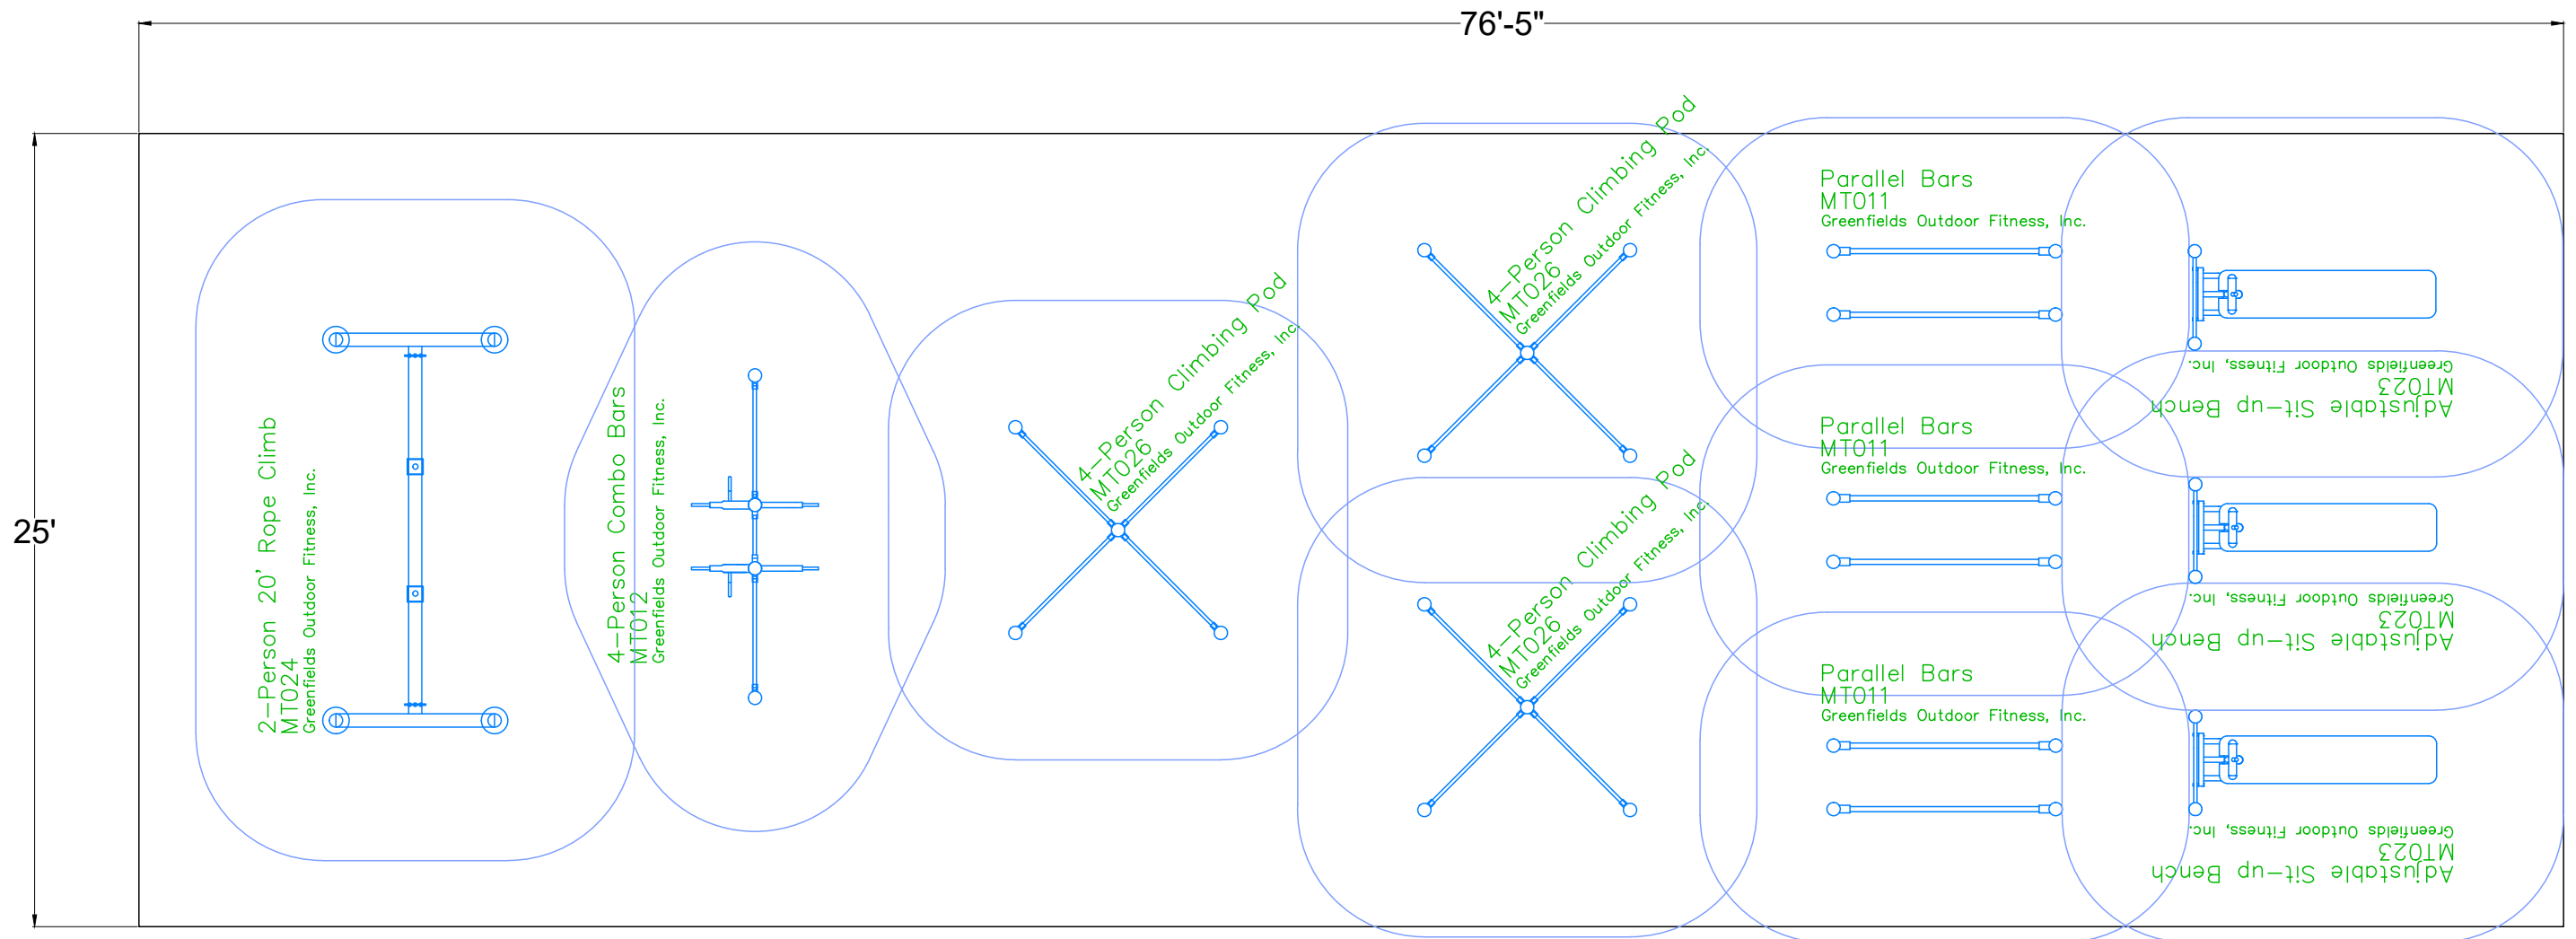 76'-5"
25'
2-Person 20' Rope Climb
MT024
Greenfields Outdoor Fitness, Inc.
4-Person Combo Bars
MT012
Greenfields Outdoor Fitness, Inc.
4-Person Climbing Pod
MT026
Greenfields Outdoor Fitness, Inc.
4-Person Climbing Pod
MT026
Greenfields Outdoor Fitness, Inc.
4-Person Climbing Pod
MT026
Greenfields Outdoor Fitness, Inc.
Parallel Bars
MT011
Greenfields Outdoor Fitness, Inc.
Parallel Bars
MT011
Greenfields Outdoor Fitness, Inc.
Parallel Bars
MT011
Greenfields Outdoor Fitness, Inc.
Adjustable Sit-up Bench
MT023
Greenfields Outdoor Fitness, Inc.
Adjustable Sit-up Bench
MT023
Greenfields Outdoor Fitness, Inc.
Adjustable Sit-up Bench
MT023
Greenfields Outdoor Fitness, Inc.